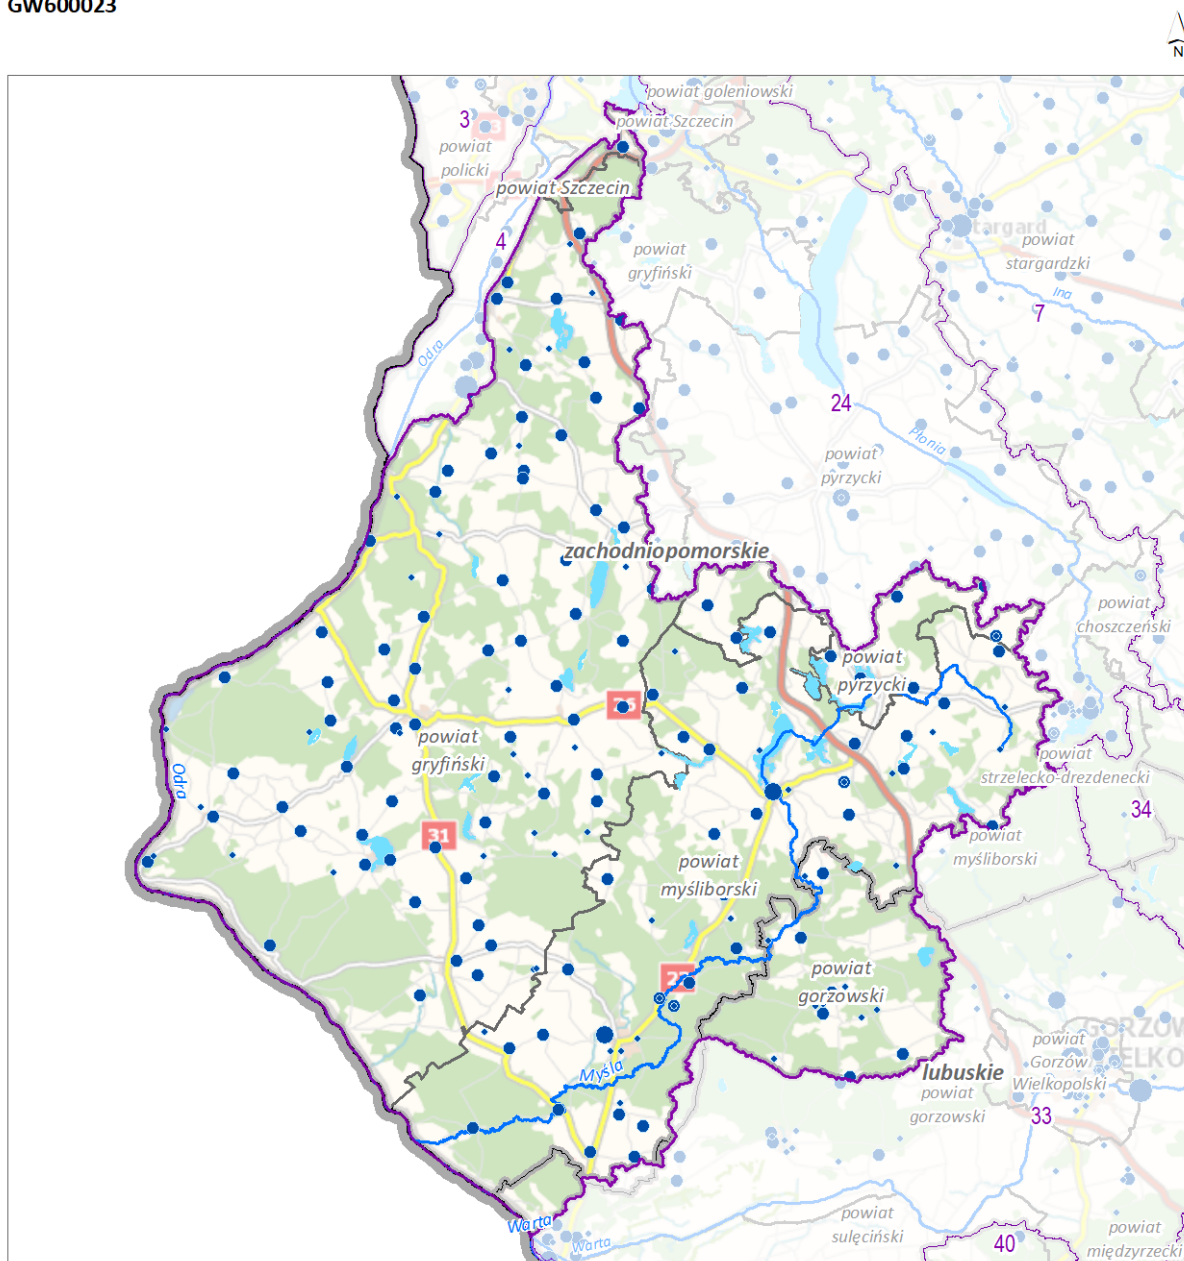 GW600023
N
powiat goleniowski
3
powiat Szczecin
powiat
policki
powiat Szczecin
4
powiat
gryfiński
Stargard
powiat
stargardzki
Ina
7
Odra
24
Płonia
powiat
pyrzycki
zachodniopomorskie
powiat
choszczeński
powiat
pyrzycki
26
powiat
gryfiński
Odra
powiat
strzelecko-drezdenecki
34
31
powiat
myśliborski
powiat
myśliborski
powiat
gorzowski
GORZÓW
WIELKO
powiat
Gorzów
Wielkopolski
Myśla
lubuskie
powiat
gorzowski
33
Warta
Warta
powiat
sulęciński
40
powiat
międzyrzecki